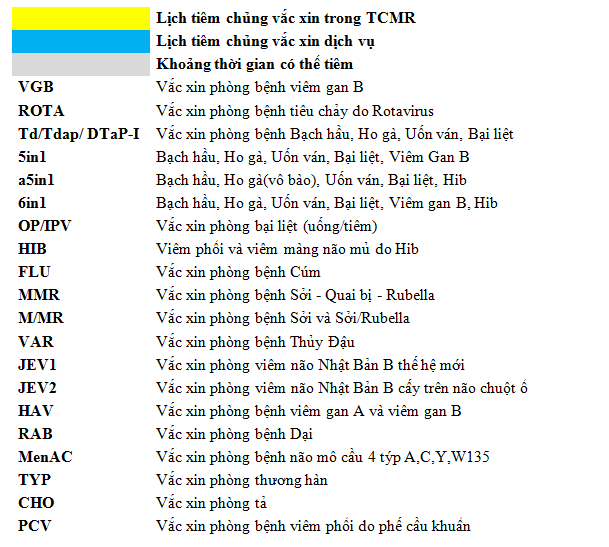 Lịch tiêm chủng vắc xin trong TCMR
Lịch tiêm chủng vắc xin dịch vụ
Khoảng thời gian có thể tiêm
VGB Vắc xin phòng bệnh viêm gan B
ROTA Vắc xin phòng bệnh tiêu chảy do Rotavirus
Td/Tdap/ DTaP-I Vắc xin phòng bệnh Bạch hầu, Ho gà, Uốn ván, Bại liệt
5in1 Bạch hầu, Ho gà, Uốn ván, Bại liệt, Viêm Gan B
a5in1 Bạch hầu, Ho gà(vô bào), Uốn ván, Bại liệt, Hib
6in1 Bạch hầu, Ho gà, Uốn ván, Bại liệt, Viêm gan B, Hib
OP/IPV Vắc xin phòng bại liệt (uống/tiêm)
HIB Viêm phổi và viêm màng não mủ do Hib
FLU Vắc xin phòng bệnh Cúm
MMR Vắc xin phòng bệnh Sởi - Quai bị - Rubella
M/MR Vắc xin phòng bệnh Sởi và Sởi/Rubella
VAR Vắc xin phòng bệnh Thủy Đậu
JEV1 Vắc xin phòng viêm não Nhật Bản B thế hệ mới
JEV2 Vắc xin phòng viêm não Nhật Bản B cấy trên não chuột ổ
HAV Vắc xin phòng bệnh viêm gan A và viêm gan B
RAB Vắc xin phòng bệnh Dại
MenAC Vắc xin phòng bệnh não mô cầu 4 týp A,C,Y,W135
TYP Vắc xin phòng thương hàn
CHO Vắc xin phòng tả
PCV Vắc xin phòng bệnh viêm phổi do phế cầu khuẩn